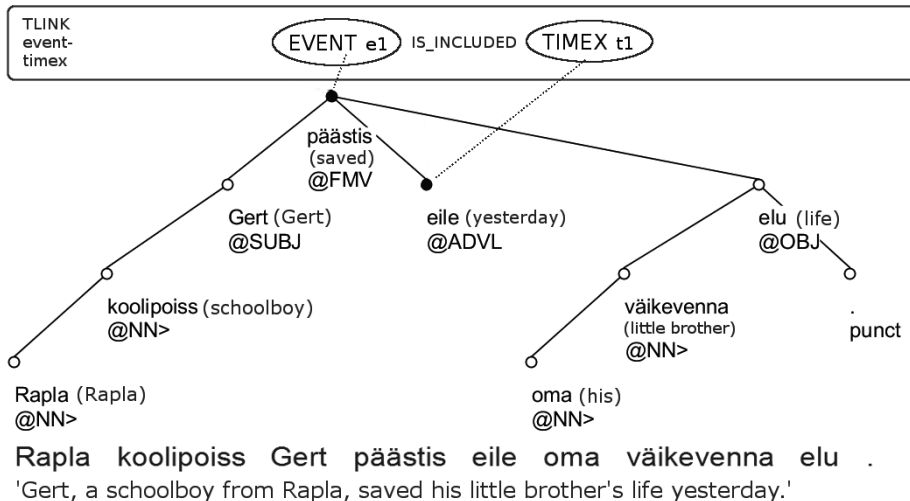 TLINK
event-
timex
EVENT e1 IS_INCLUDED TIMEX t1
päästis
(saved)
@FMV
Gert (Gert)
@SUBJ
eile (yesterday)
@ADVL
elu (life)
@OBJ
koolipoiss (schoolboy)
@NN>
väikevenna
(little brother)
@NN>
.
punct
Rapla (Rapla)
@NN>
oma (his)
@NN>
Rapla koolipoiss Gert päästis eile oma väikevenna elu .
'Gert, a schoolboy from Rapla, saved his little brother's life yesterday.'